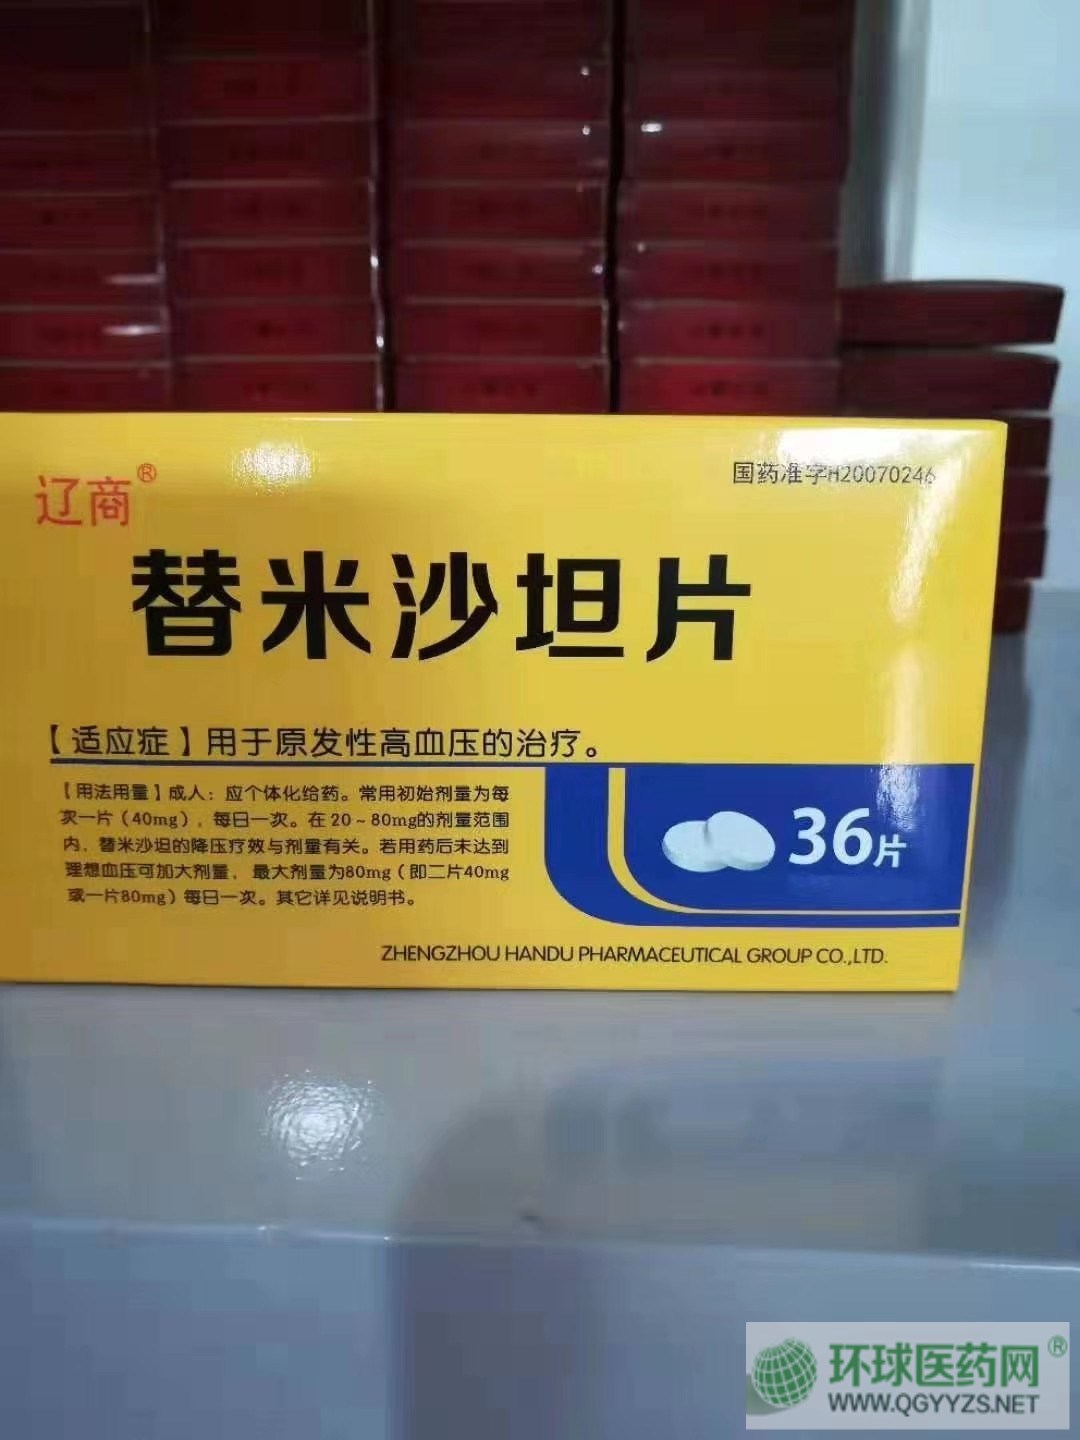 辽商®
国药准字H20070246
替米沙坦片
【适应症】用于原发性高血压的治疗。
【用法用量】成人：应个体化给药。常用初始剂量为每
次一片（40mg），每日一次。在20~80mg的剂量范围
内，替米沙坦的降压疗效与剂量有关。若用药后未达到
理想血压可加大剂量，最大剂量为80mg（即二片40mg
或一片80mg）每日一次。其它详见说明书。
36片
ZHENGZHOU HANDU PHARMACEUTICAL GROUP CO.,LTD.
环球医药网®
WWW.QGYYZS.NET